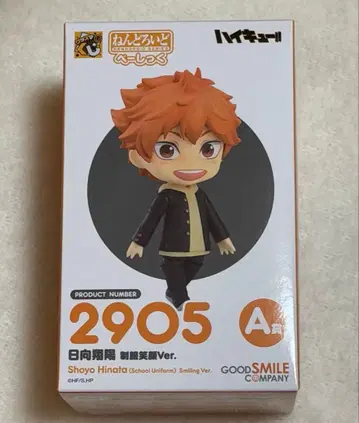 ねんどろいど
べーしっく
ハイキュー!!
PRODUCT NUMBER
2905
A賞
日向翔陽 制服笑顔Ver.
Shoyo Hinata (School Uniform) Smiling Ver.
©HF/S,HP
GOOD SMILE
COMPANY